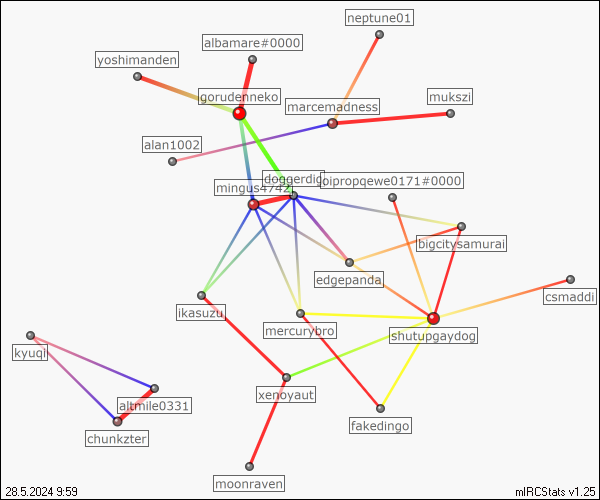 neptune01
albamare#0000
yoshimanden
gorudenneko
marcemadness
mukszi
alan1002
doggerdig
oipropqewe0171#0000
mingus4742
bigcitysamurai
edgepanda
csmaddi
ikasuzu
mercurybro
shutupgaydog
kyuqi
xenoyaut
altmile0331
fakedingo
chunkzter
moonraven
28.5.2024 9:59
mIRCStats v1.25